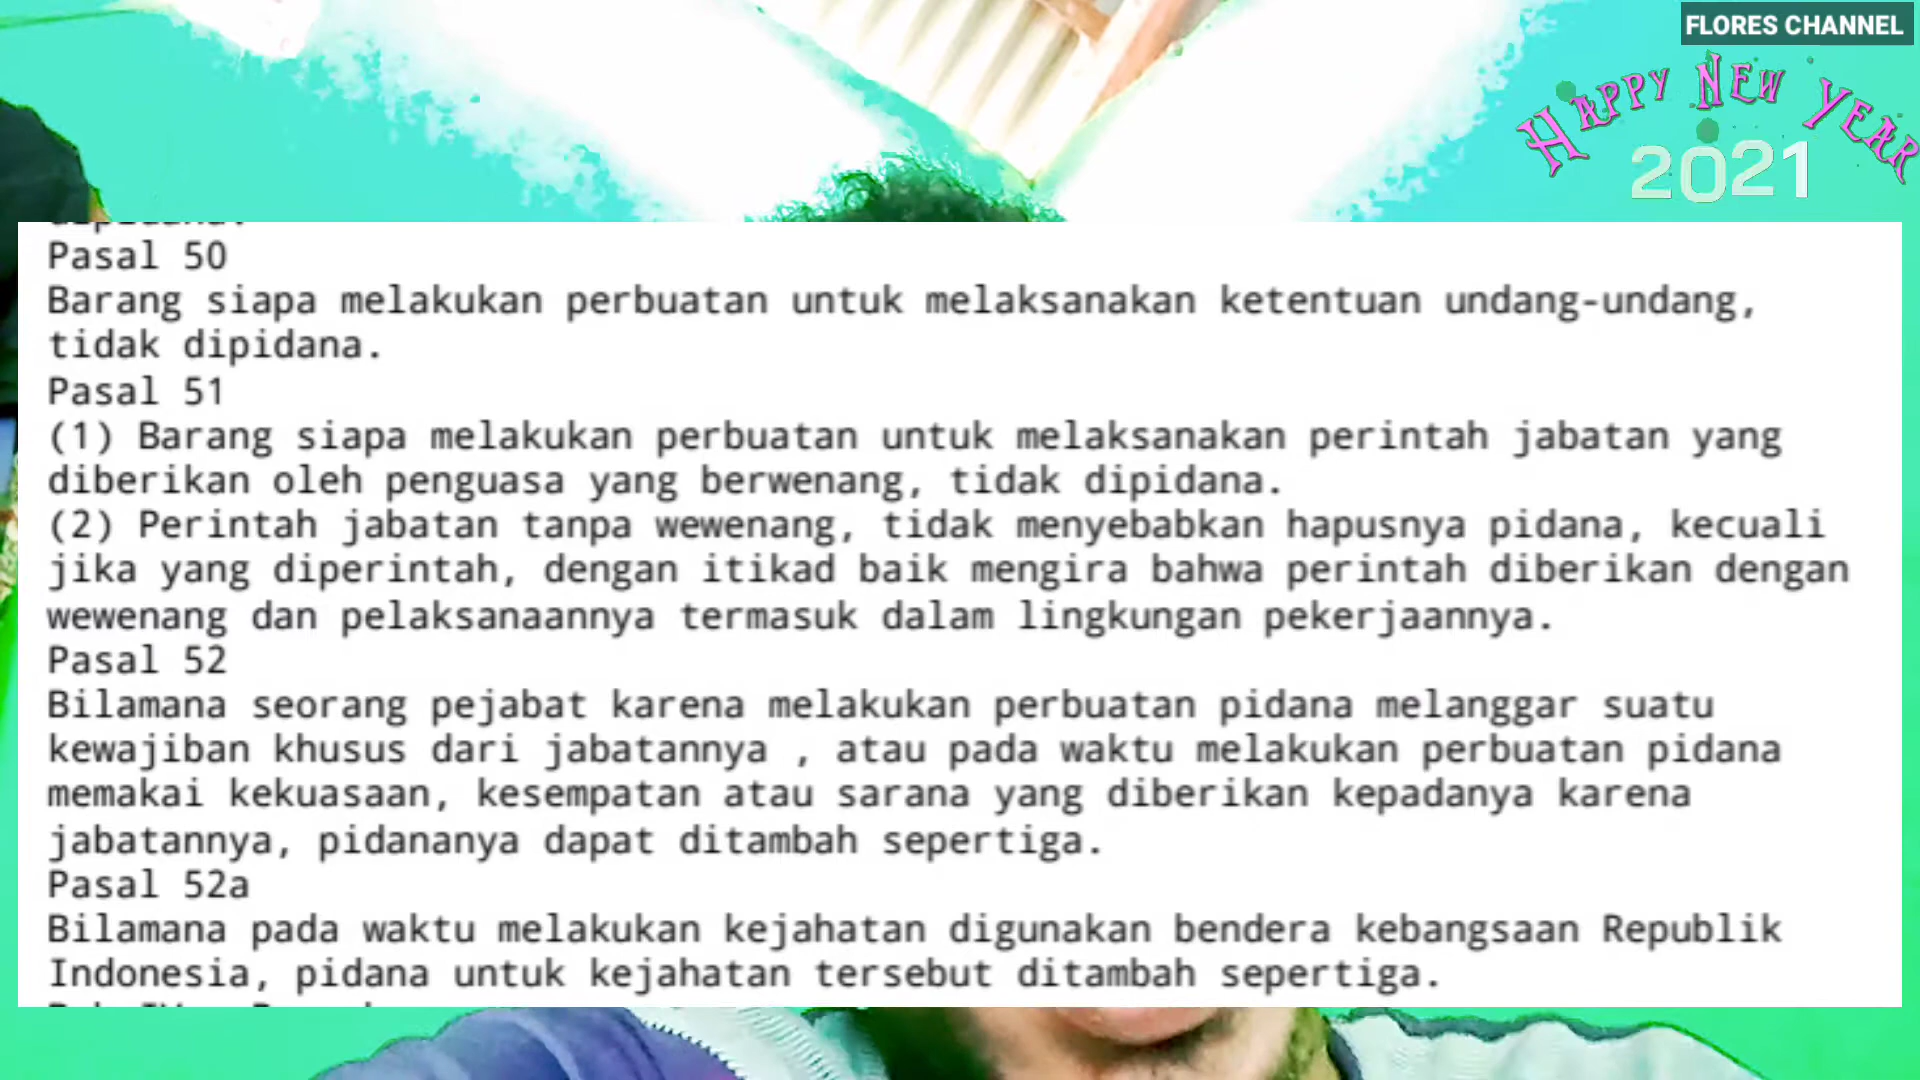 FLORES CHANNEL
HAPPY NEW YEAR
2021
Pasal 50
Barang siapa melakukan perbuatan untuk melaksanakan ketentuan undang-undang,
tidak dipidana.
Pasal 51
(1) Barang siapa melakukan perbuatan untuk melaksanakan perintah jabatan yang
diberikan oleh penguasa yang berwenang, tidak dipidana.
(2) Perintah jabatan tanpa wewenang, tidak menyebabkan hapusnya pidana, kecuali
jika yang diperintah, dengan itikad baik mengira bahwa perintah diberikan dengan
wewenang dan pelaksanaannya termasuk dalam lingkungan pekerjaannya.
Pasal 52
Bilamana seorang pejabat karena melakukan perbuatan pidana melanggar suatu
kewajiban khusus dari jabatannya , atau pada waktu melakukan perbuatan pidana
memakai kekuasaan, kesempatan atau sarana yang diberikan kepadanya karena
jabatannya, pidananya dapat ditambah sepertiga.
Pasal 52a
Bilamana pada waktu melakukan kejahatan digunakan bendera kebangsaan Republik
Indonesia, pidana untuk kejahatan tersebut ditambah sepertiga.